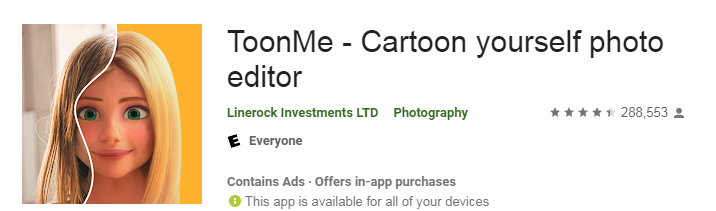 ToonMe - Cartoon yourself photo
editor
Linerock Investments LTD Photography 288,553
E Everyone
Contains Ads · Offers in-app purchases
This app is available for all of your devices